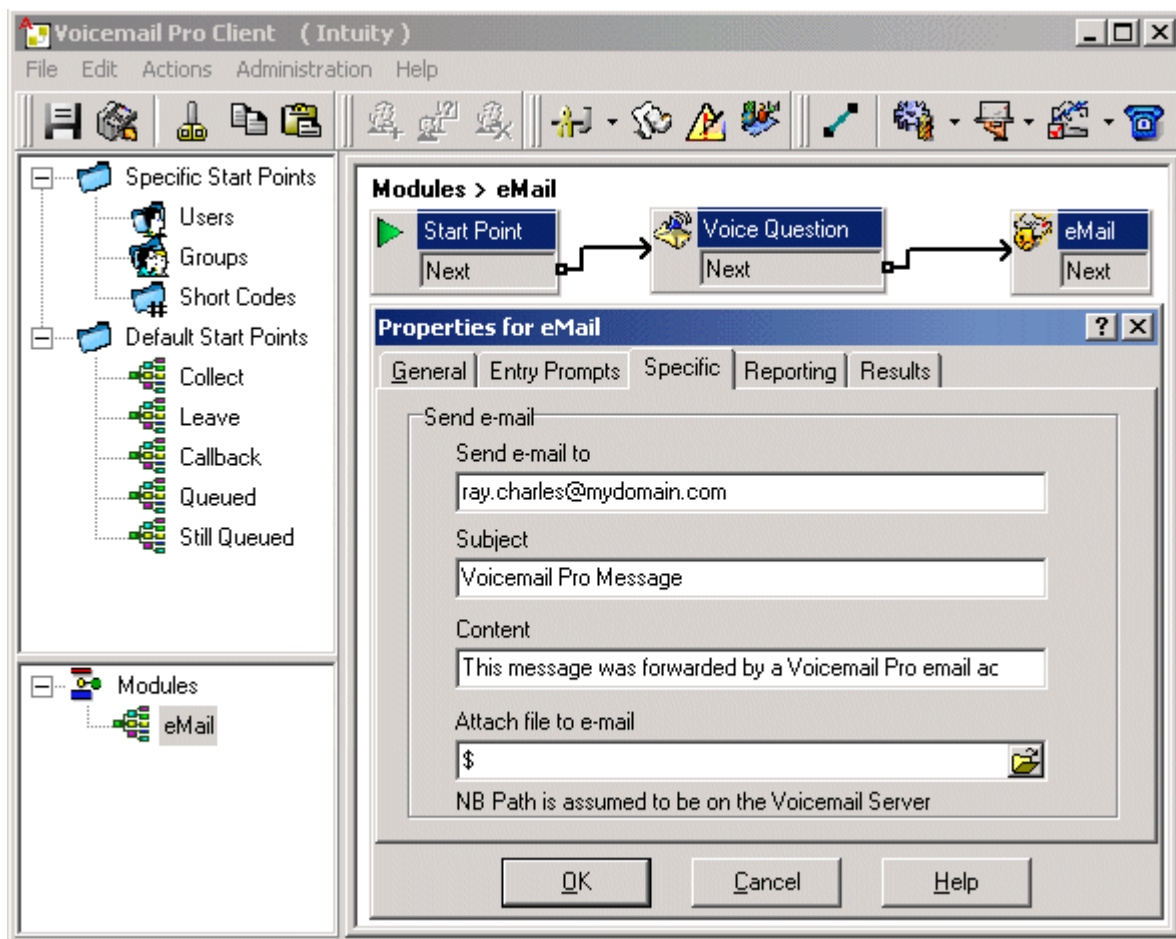 Voicemail Pro Client ( Intuity )
File Edit Actions Administration Help
Specific Start Points
Users
Groups
Short Codes
Default Start Points
Collect
Leave
Callback
Queued
Still Queued
Modules
eMail
Modules > eMail
Start Point
Next
Voice Question
Next
eMail
Next
Properties for eMail
General Entry Prompts Specific Reporting Results
Send e-mail
Send e-mail to
ray.charles@mydomain.com
Subject
Voicemail Pro Message
Content
This message was forwarded by a Voicemail Pro email ac
Attach file to e-mail
$
NB Path is assumed to be on the Voicemail Server
OK Cancel Help